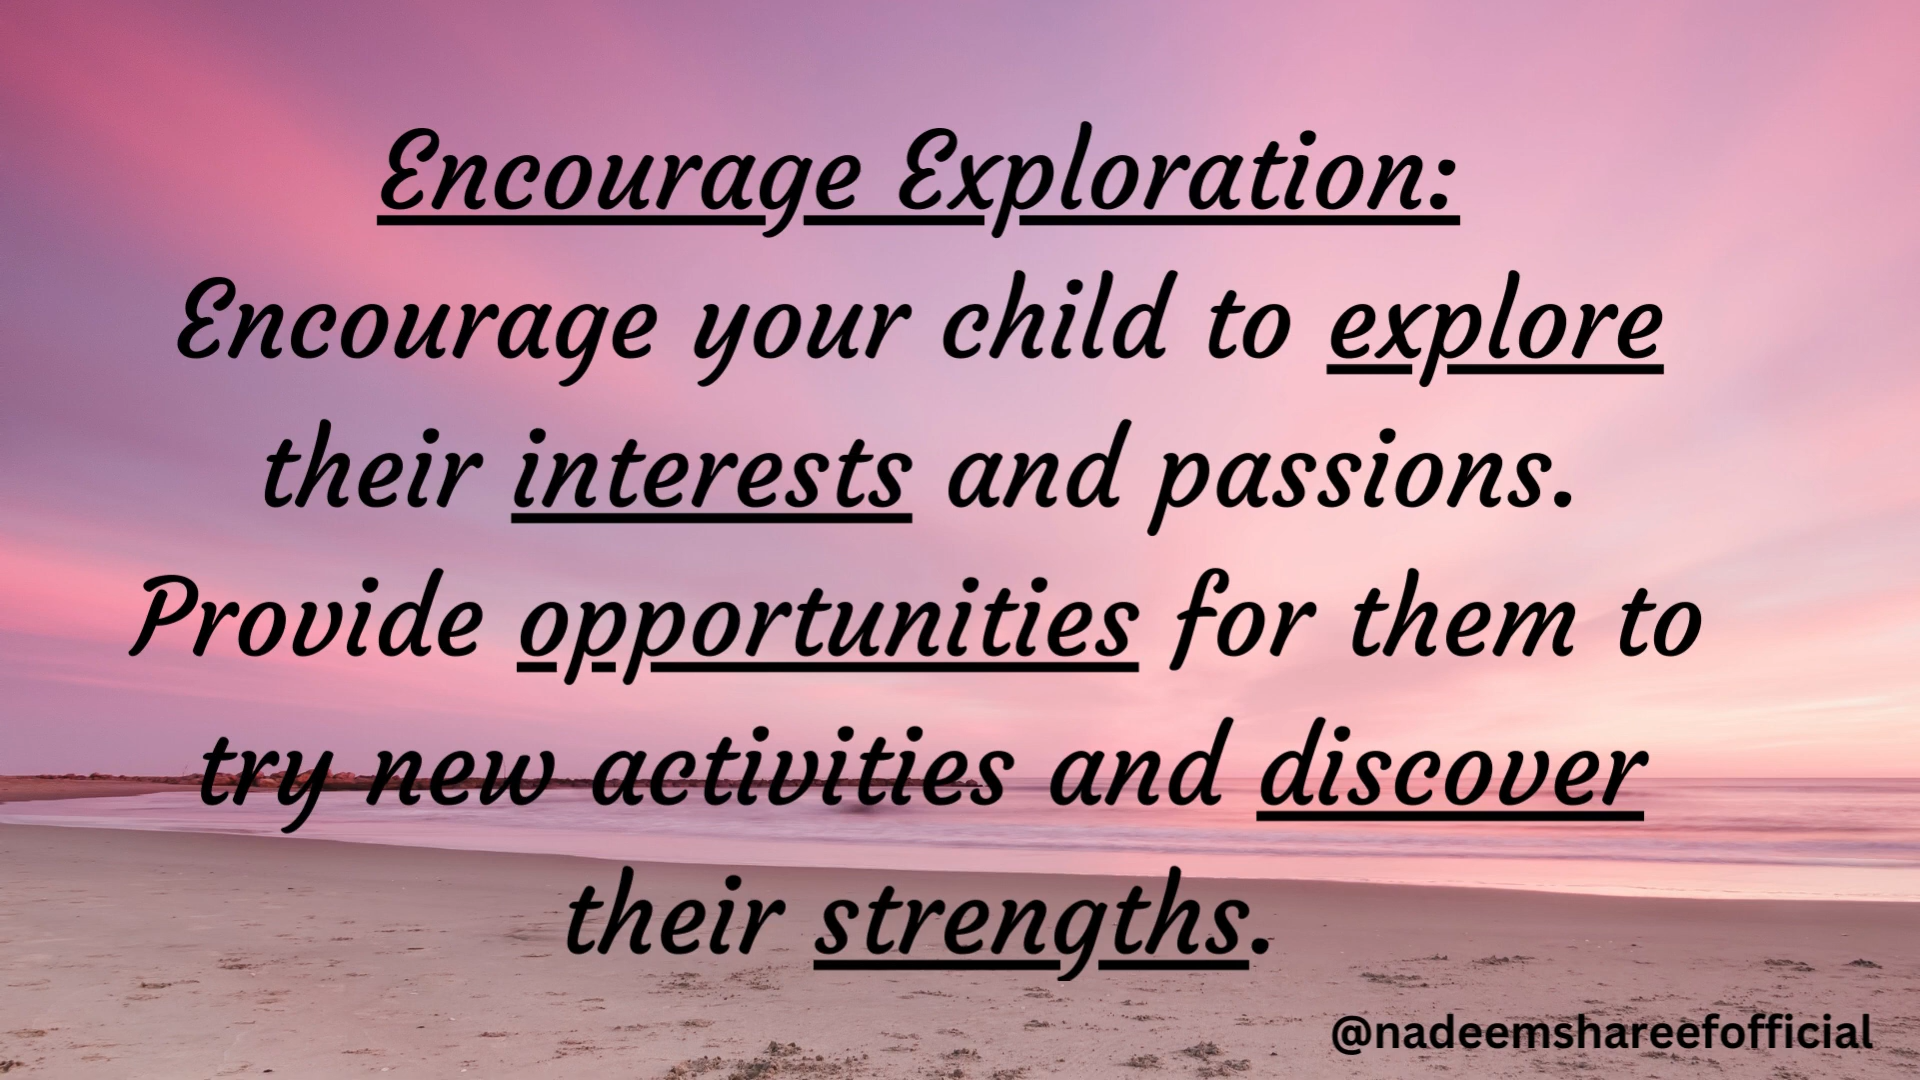 Encourage Exploration:
Encourage your child to explore
their interests and passions.
Provide opportunities for them to
try new activities and discover
their strengths.
@nadeemshareefofficial